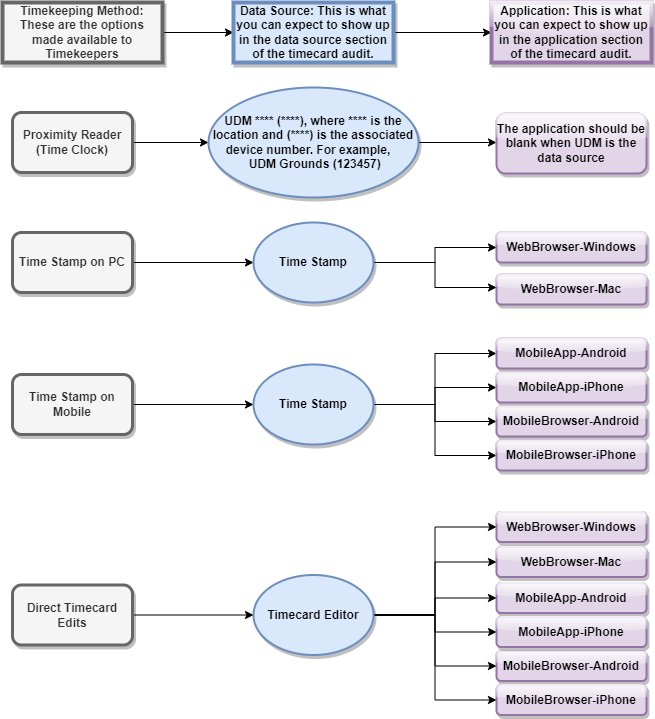 Timekeeping Method:
These are the options
made available to
Timekeepers
Data Source: This is what
you can expect to show up
in the data source section
of the timecard audit.
Application: This is what
you can expect to show up
in the application section
of the timecard audit.
Proximity Reader
(Time Clock)
UDM **** (****), where **** is the
location and (****) is the associated
device number. For example,
UDM Grounds (123457)
The application should be
blank when UDM is the
data source
Time Stamp on PC
Time Stamp
WebBrowser-Windows
WebBrowser-Mac
Time Stamp on
Mobile
Time Stamp
MobileApp-Android
MobileApp-iPhone
MobileBrowser-Android
MobileBrowser-iPhone
Direct Timecard
Edits
Timecard Editor
WebBrowser-Windows
WebBrowser-Mac
MobileApp-Android
MobileApp-iPhone
MobileBrowser-Android
MobileBrowser-iPhone